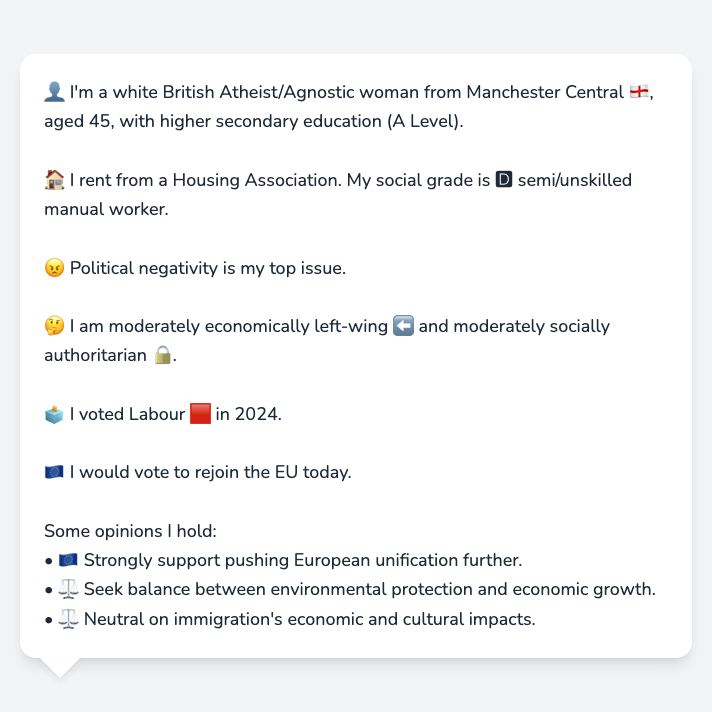 👤 I'm a white British Atheist/Agnostic woman from Manchester Central 🏴󠁧󠁢󠁥󠁮󠁧󠁿,
aged 45, with higher secondary education (A Level).
🏠 I rent from a Housing Association. My social grade is 🅳 semi/unskilled
manual worker.
😠 Political negativity is my top issue.
🤔 I am moderately economically left-wing ⬅️ and moderately socially
authoritarian 🔒.
🗳️ I voted Labour 🟥 in 2024.
🇪🇺 I would vote to rejoin the EU today.
Some opinions I hold:
• 🇪🇺 Strongly support pushing European unification further.
• ⚖️ Seek balance between environmental protection and economic growth.
• ⚖️ Neutral on immigration's economic and cultural impacts.